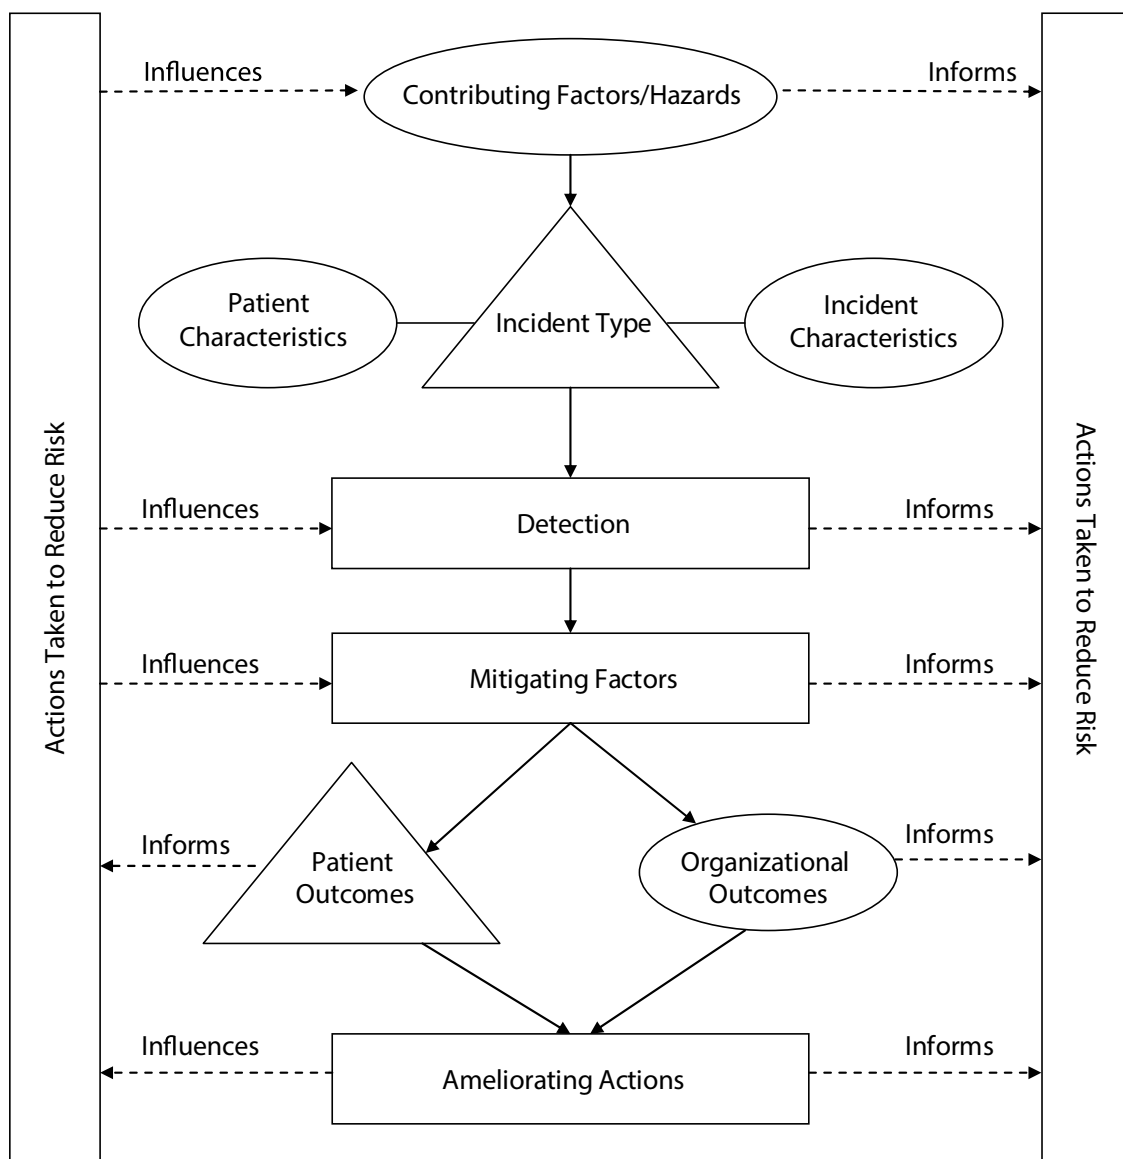 Influences
Informs
Contributing Factors/Hazards
Patient
Characteristics
Incident Type
Incident
Characteristics
Actions Taken to Reduce Risk
Actions Taken to Reduce Risk
Influences
Detection
Informs
Influences
Mitigating Factors
Informs
Informs
Patient
Outcomes
Organizational
Outcomes
Informs
Influences
Ameliorating Actions
Informs